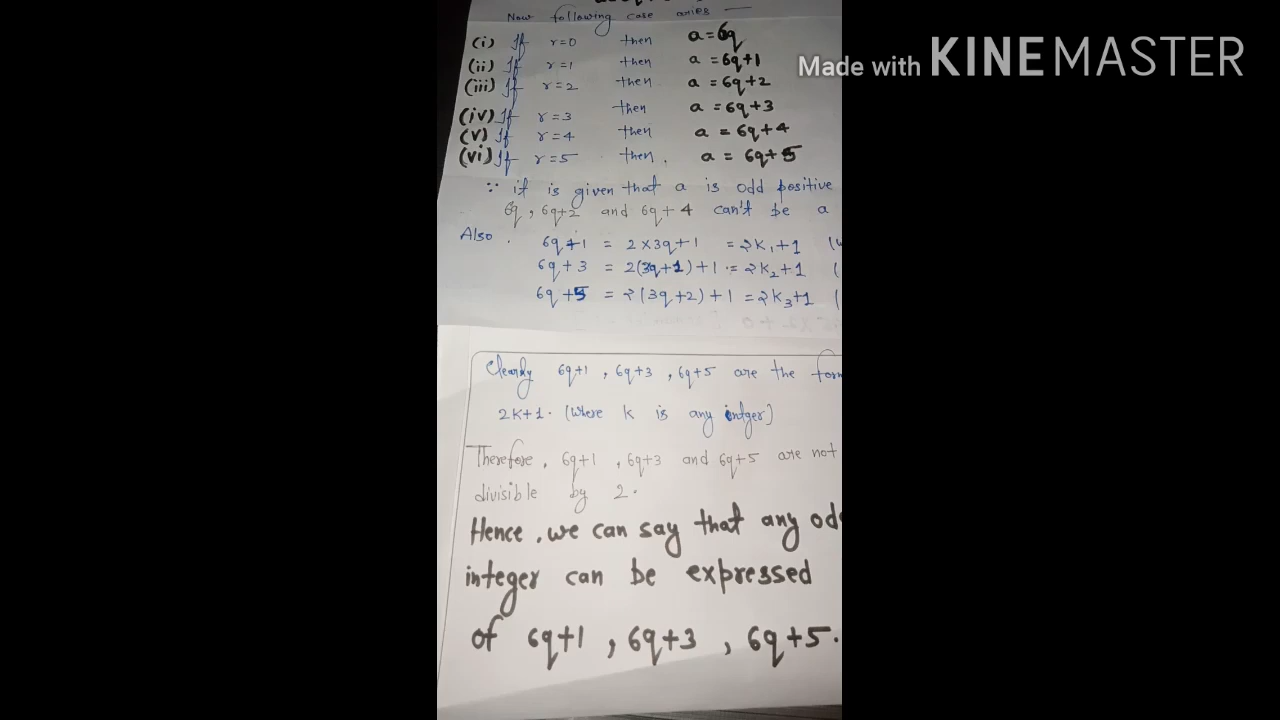 Now following case aries —
(i) If r=0 then a=6q
(ii) If r=1 then a=6q+1
(iii) If r=2 then a=6q+2
(iv) If r=3 then a=6q+3
(v) If r=4 then a=6q+4
(vi) If r=5 then. a=6q+5
∵ it is given that a is odd positive
6q, 6q+2 and 6q+4 can't be a
Also.
6q+1 = 2×3q+1 = 2k₁+1
6q+3 = 2(3q+1)+1 = 2k₂+1 (
6q+5 = 2(3q+2)+1 = 2k₃+1 (
Clearly 6q+1, 6q+3, 6q+5 are the form
2K+1. (where k is any intger)
Therefore, 6q+1, 6q+3 and 6q+5 are not
divisible by 2.
Hence, we can say that any odd
integer can be expressed
of 6q+1, 6q+3, 6q+5.
Made with KINEMASTER